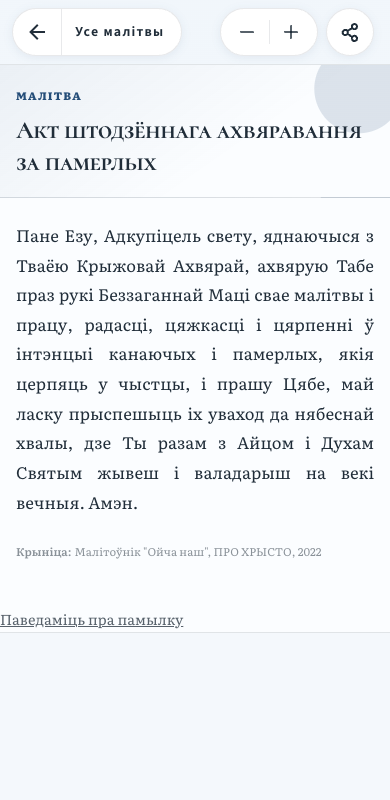 Усе малітвы
МАЛІТВА
Акт штодзённага ахвяравання
за памерлых
Пане Езу, Адкупіцель свету, яднаючыся з
Тваёю Крыжовай Ахвярай, ахвярую Табе
праз рукі Беззаганнай Маці свае малітвы і
працу, радасці, цяжкасці і цярпенні ў
інтэнцыі канаючых і памерлых, якія
церпяць у чыстцы, і прашу Цябе, май
ласку прыспешыць іх уваход да нябеснай
хвалы, дзе Ты разам з Айцом і Духам
Святым жывеш і валадарыш на векі
вечныя. Амэн.
Крыніца: Малітоўнік "Ойча наш", ПРО ХРЫСТО, 2022
Паведаміць пра памылку